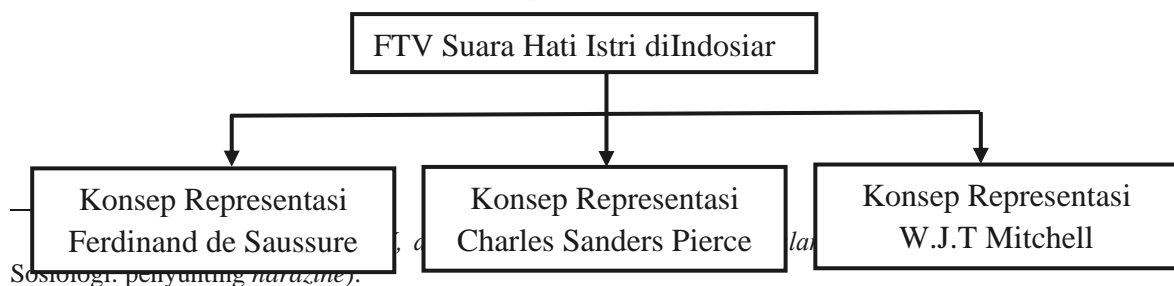 FTV Suara Hati Istri diIndosiar
Konsep Representasi
Ferdinand de Saussure
Konsep Representasi
Charles Sanders Pierce
Konsep Representasi
W.J.T Mitchell
Sosiologi: penyunting narazine).